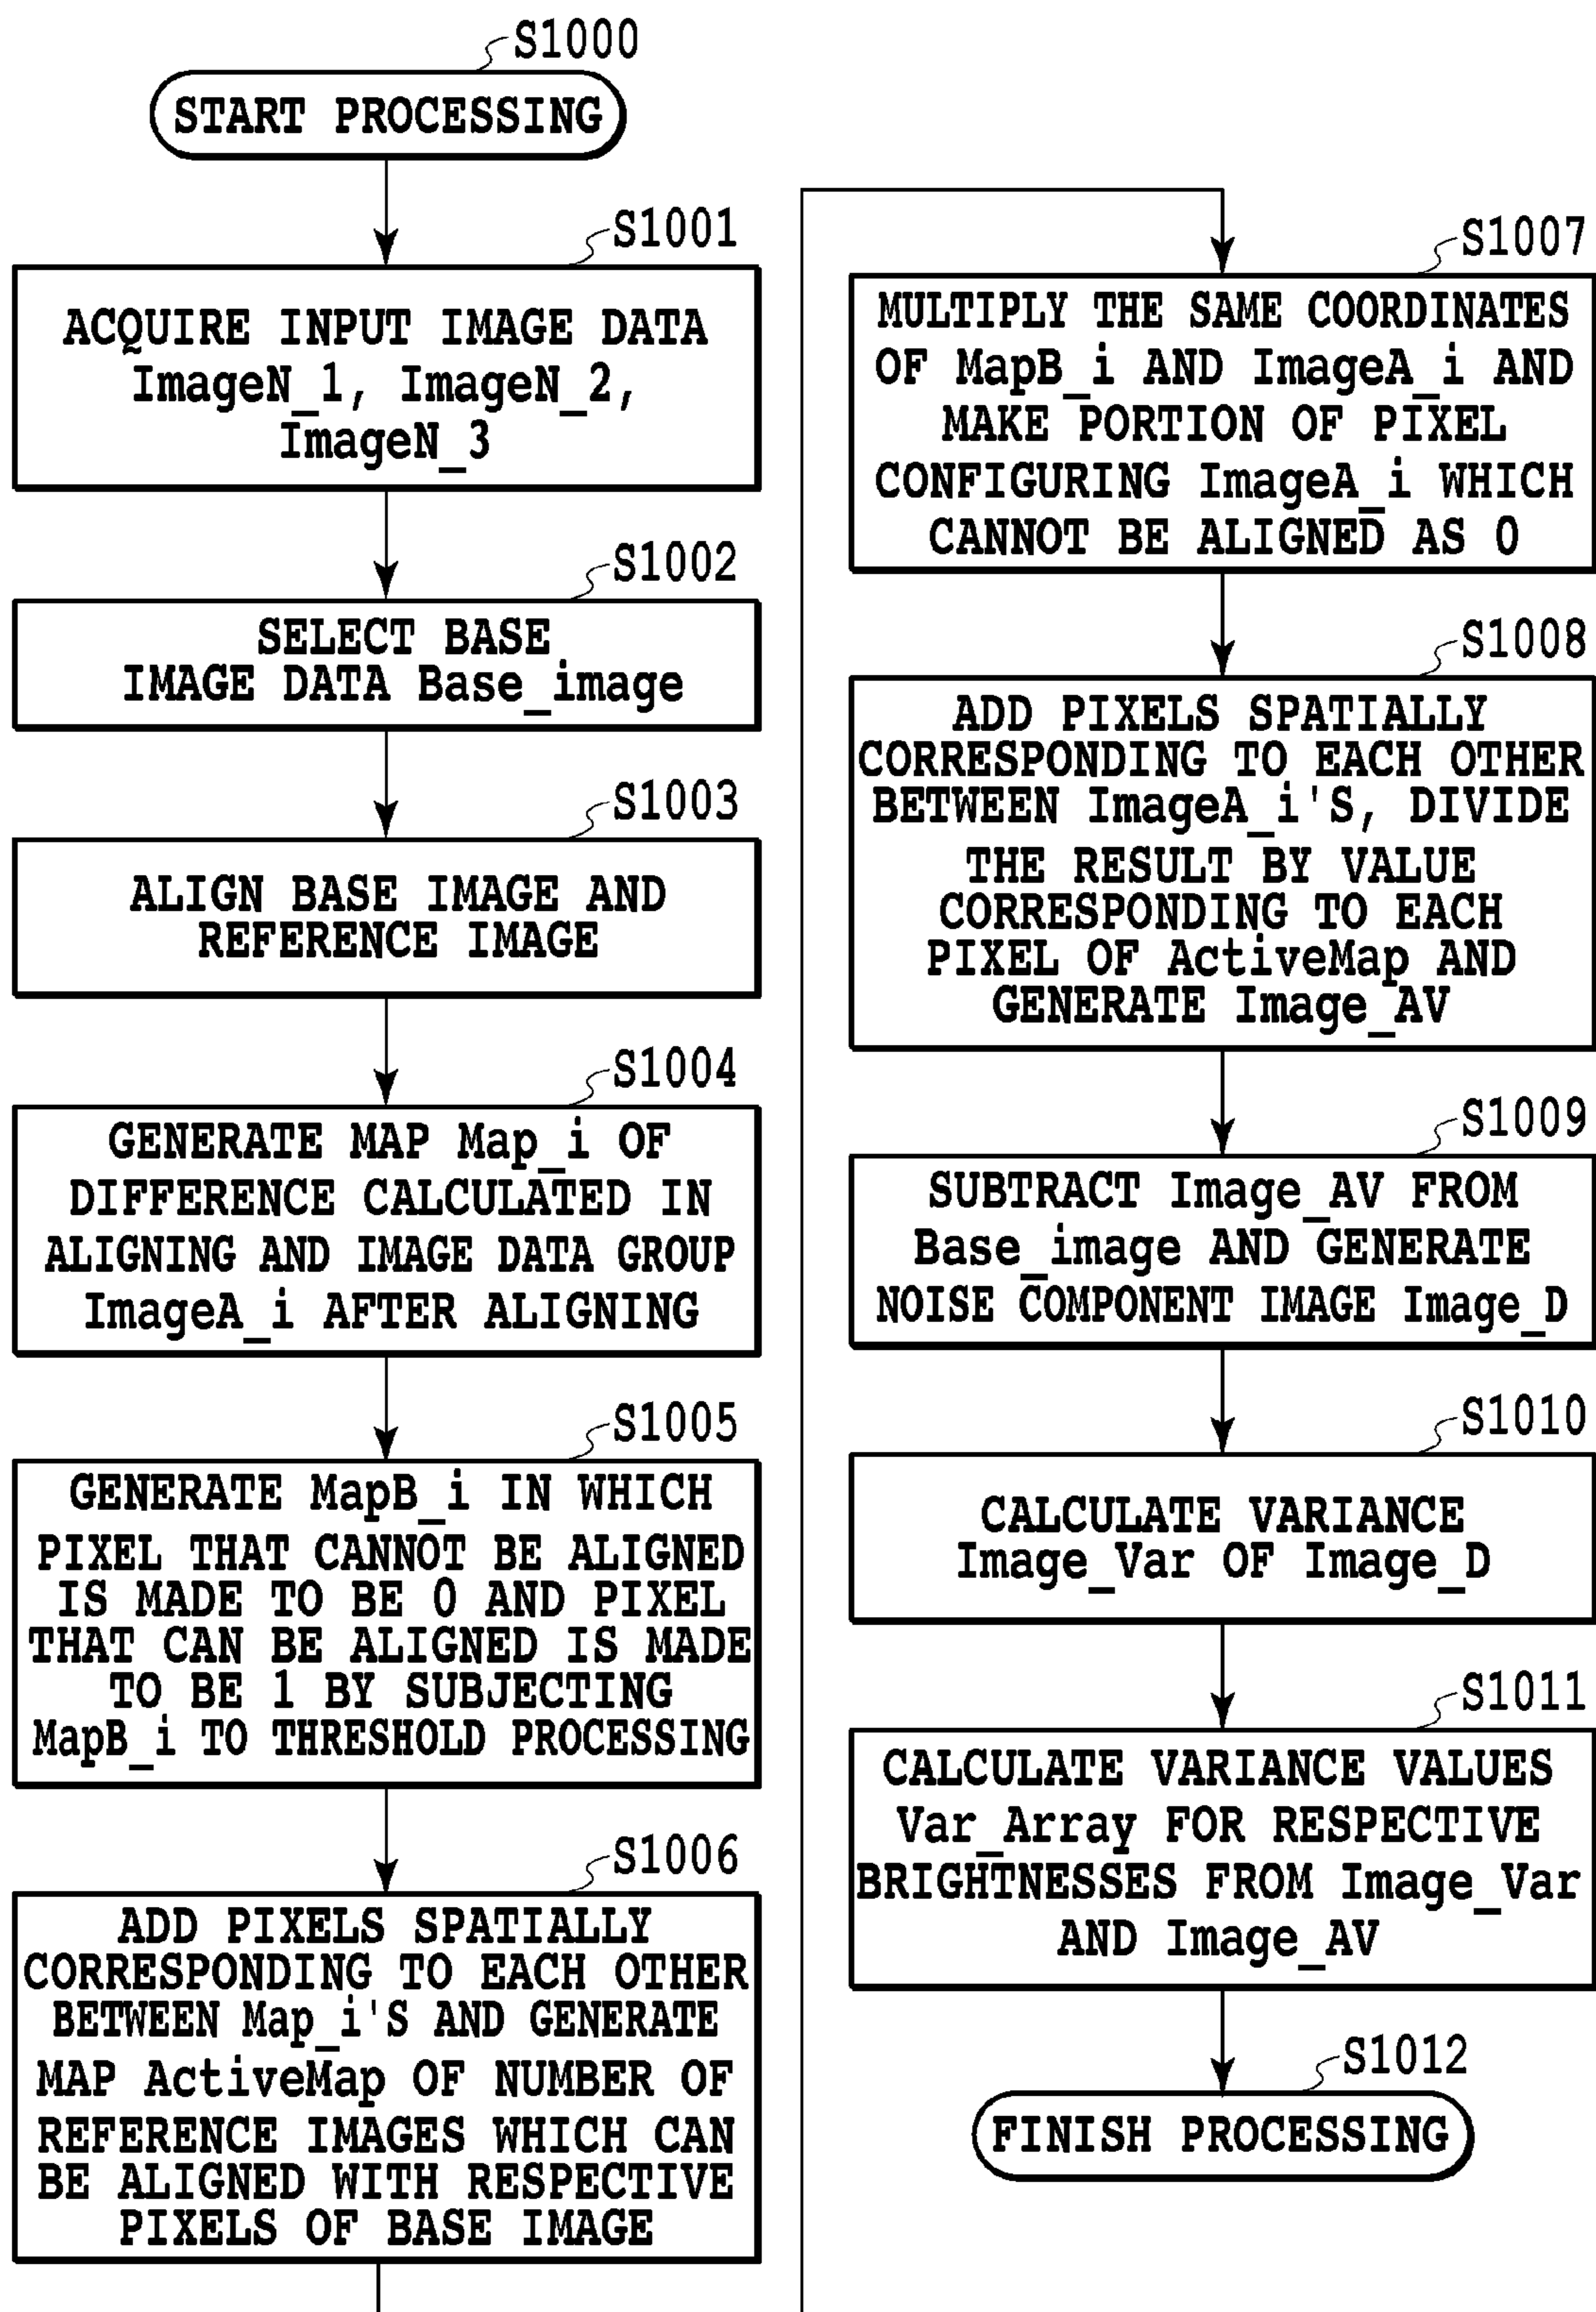 S1000
START PROCESSING
S1001
ACQUIRE INPUT IMAGE DATA
ImageN_1, ImageN_2,
ImageN_3
S1002
SELECT BASE
IMAGE DATA Base_image
S1003
ALIGN BASE IMAGE AND
REFERENCE IMAGE
S1004
GENERATE MAP Map_i OF
DIFFERENCE CALCULATED IN
ALIGNING AND IMAGE DATA GROUP
ImageA_i AFTER ALIGNING
S1005
GENERATE MapB_i IN WHICH
PIXEL THAT CANNOT BE ALIGNED
IS MADE TO BE 0 AND PIXEL
THAT CAN BE ALIGNED IS MADE
TO BE 1 BY SUBJECTING
MapB_i TO THRESHOLD PROCESSING
S1006
ADD PIXELS SPATIALLY
CORRESPONDING TO EACH OTHER
BETWEEN Map_i'S AND GENERATE
MAP ActiveMap OF NUMBER OF
REFERENCE IMAGES WHICH CAN
BE ALIGNED WITH RESPECTIVE
PIXELS OF BASE IMAGE
S1007
MULTIPLY THE SAME COORDINATES
OF MapB_i AND ImageA_i AND
MAKE PORTION OF PIXEL
CONFIGURING ImageA_i WHICH
CANNOT BE ALIGNED AS 0
S1008
ADD PIXELS SPATIALLY
CORRESPONDING TO EACH OTHER
BETWEEN ImageA_i'S, DIVIDE
THE RESULT BY VALUE
CORRESPONDING TO EACH
PIXEL OF ActiveMap AND
GENERATE Image_AV
S1009
SUBTRACT Image_AV FROM
Base_image AND GENERATE
NOISE COMPONENT IMAGE Image_D
S1010
CALCULATE VARIANCE
Image_Var OF Image_D
S1011
CALCULATE VARIANCE VALUES
Var_Array FOR RESPECTIVE
BRIGHTNESSES FROM Image_Var
AND Image_AV
S1012
FINISH PROCESSING